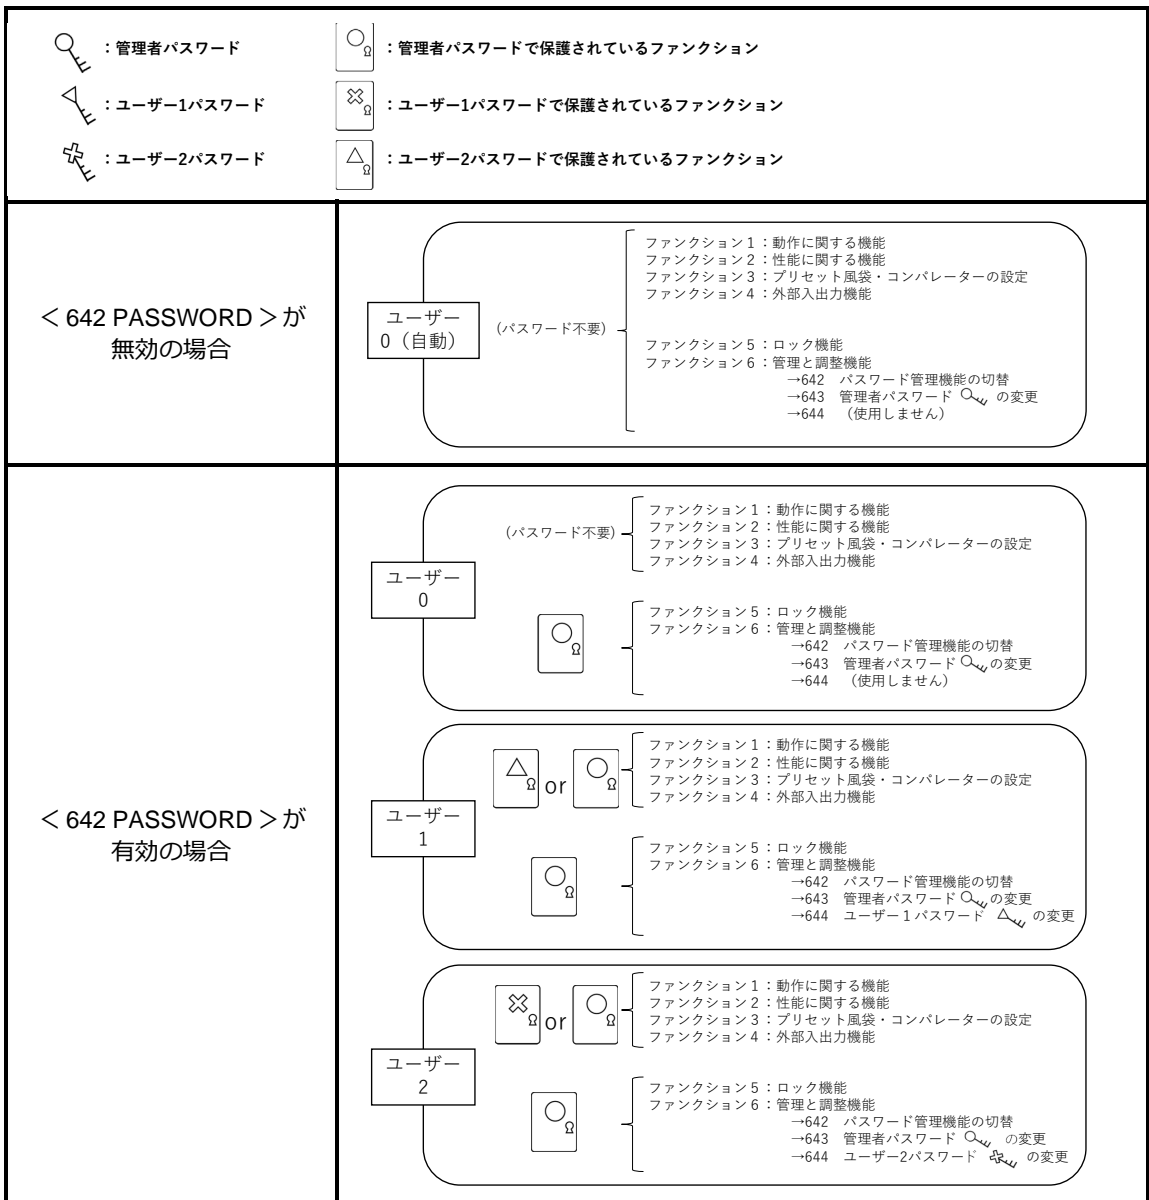 ：管理者パスワード
：管理者パスワードで保護されているファンクション
：ユーザー1パスワード
：ユーザー1パスワードで保護されているファンクション
：ユーザー2パスワード
：ユーザー2パスワードで保護されているファンクション
＜642 PASSWORD＞が
無効の場合
ユーザー
0（自動）
(パスワード不要)
ファンクション1：動作に関する機能
ファンクション2：性能に関する機能
ファンクション3：プリセット風袋・コンパレーターの設定
ファンクション4：外部入出力機能
ファンクション5：ロック機能
ファンクション6：管理と調整機能
→642 パスワード管理機能の切替
→643 管理者パスワード の変更
→644 （使用しません）
＜642 PASSWORD＞が
有効の場合
ユーザー
0
(パスワード不要)
ファンクション1：動作に関する機能
ファンクション2：性能に関する機能
ファンクション3：プリセット風袋・コンパレーターの設定
ファンクション4：外部入出力機能
ファンクション5：ロック機能
ファンクション6：管理と調整機能
→642 パスワード管理機能の切替
→643 管理者パスワード の変更
→644 （使用しません）
ユーザー
1
or
ファンクション1：動作に関する機能
ファンクション2：性能に関する機能
ファンクション3：プリセット風袋・コンパレーターの設定
ファンクション4：外部入出力機能
ファンクション5：ロック機能
ファンクション6：管理と調整機能
→642 パスワード管理機能の切替
→643 管理者パスワード の変更
→644 ユーザー1パスワード の変更
ユーザー
2
or
ファンクション1：動作に関する機能
ファンクション2：性能に関する機能
ファンクション3：プリセット風袋・コンパレーターの設定
ファンクション4：外部入出力機能
ファンクション5：ロック機能
ファンクション6：管理と調整機能
→642 パスワード管理機能の切替
→643 管理者パスワード の変更
→644 ユーザー2パスワード の変更